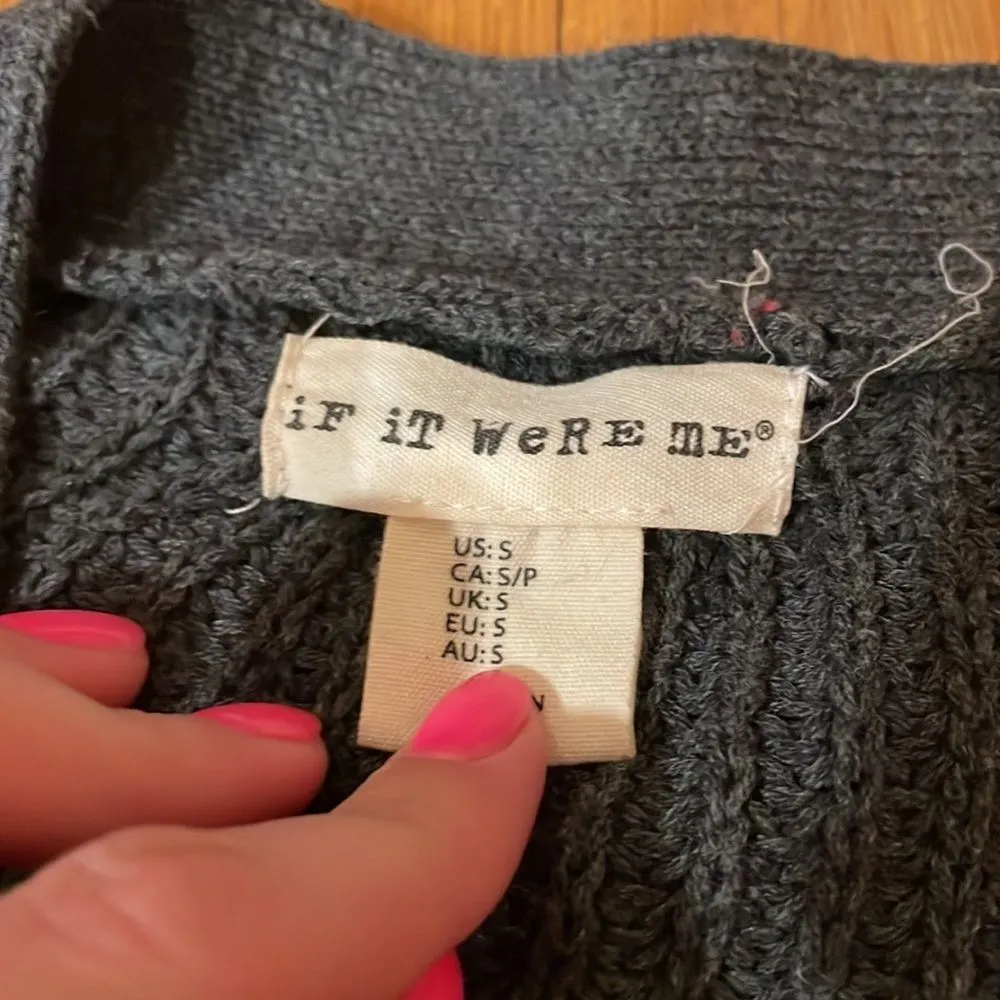 iF iT WeRE ME®
US: S
CA: S/P
UK: S
EU: S
AU: S